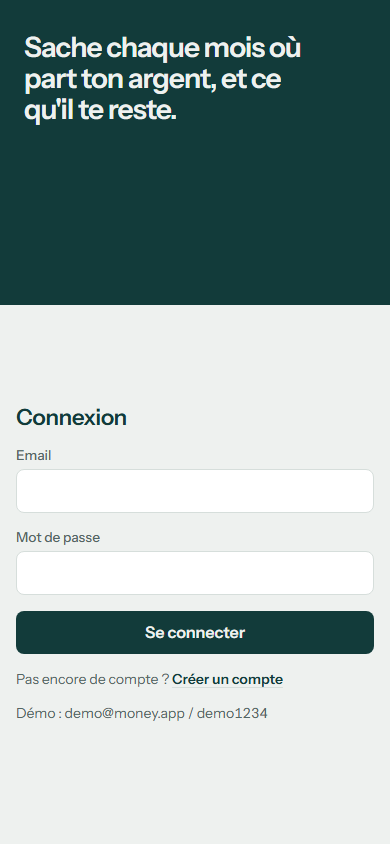 Sache chaque mois où
part ton argent, et ce
qu'il te reste.
Connexion
Email
Mot de passe
Se connecter
Pas encore de compte ? Créer un compte
Démo : demo@money.app / demo1234